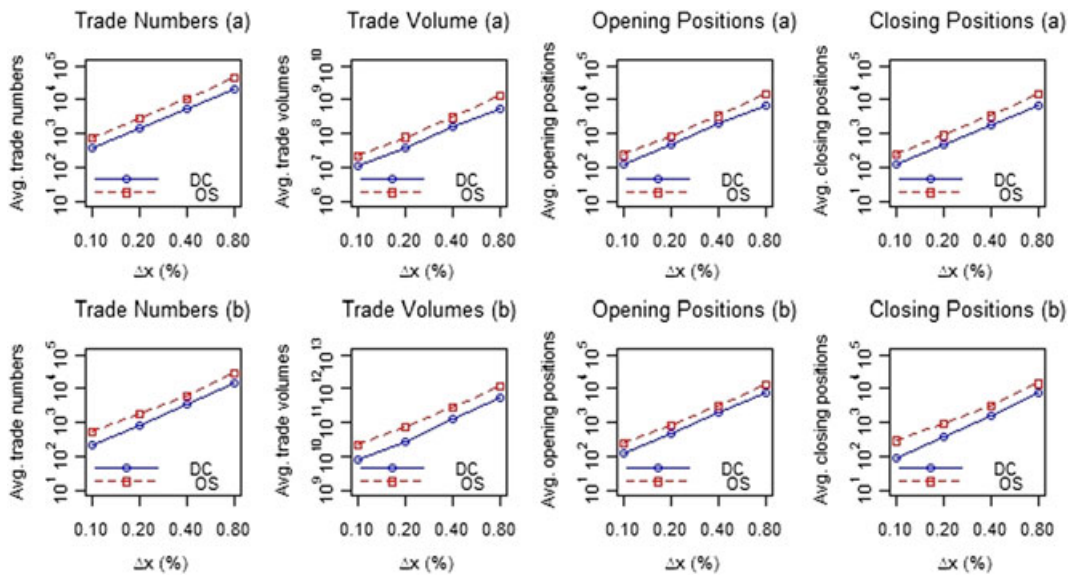 Trade Numbers (a)
Avg. trade numbers
10^1 10^2 10^3 10^4 10^5
DC
OS
0.10 0.20 0.40 0.80
Δx (%)
Trade Volume (a)
Avg. trade volumes
10^6 10^7 10^8 10^9 10^10
DC
OS
0.10 0.20 0.40 0.80
Δx (%)
Opening Positions (a)
Avg. opening positions
10^1 10^2 10^3 10^4 10^5
DC
OS
0.10 0.20 0.40 0.80
Δx (%)
Closing Positions (a)
Avg. closing positions
10^1 10^2 10^3 10^4 10^5
DC
OS
0.10 0.20 0.40 0.80
Δx (%)
Trade Numbers (b)
Avg. trade numbers
10^1 10^2 10^3 10^4 10^5
DC
OS
0.10 0.20 0.40 0.80
Δx (%)
Trade Volumes (b)
Avg. trade volumes
10^9 10^10 10^11 10^12 10^13
DC
OS
0.10 0.20 0.40 0.80
Δx (%)
Opening Positions (b)
Avg. opening positions
10^1 10^2 10^3 10^4 10^5
DC
OS
0.10 0.20 0.40 0.80
Δx (%)
Closing Positions (b)
Avg. closing positions
10^1 10^2 10^3 10^4 10^5
DC
OS
0.10 0.20 0.40 0.80
Δx (%)